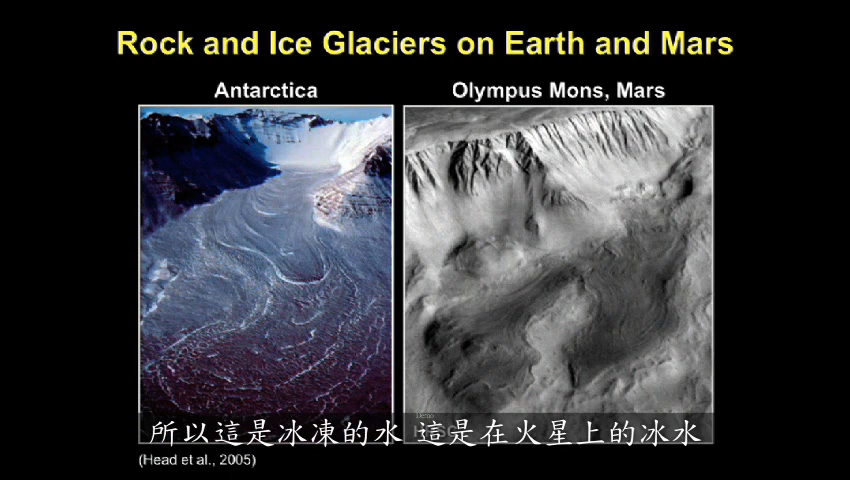 Rock and Ice Glaciers on Earth and Mars
Antarctica
Olympus Mons, Mars
所以這是冰凍的水 這是在火星上的冰水
(Head et al., 2005)